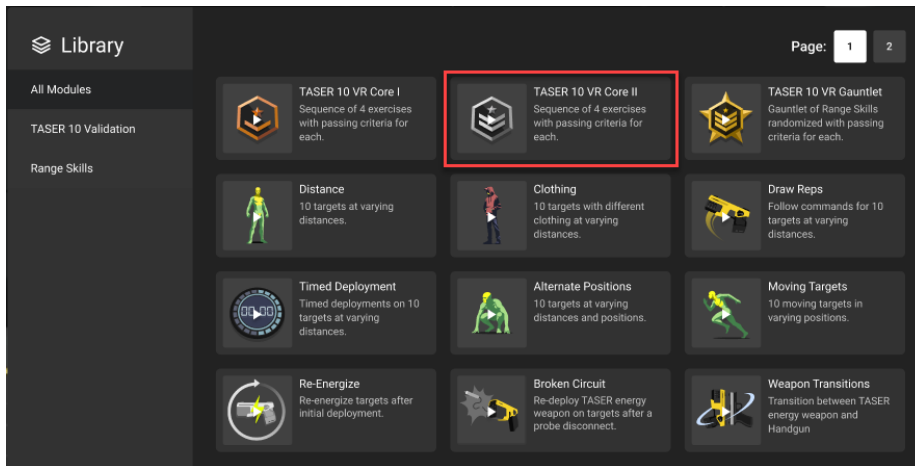 Library
Page: 1 2
All Modules
TASER 10 Validation
Range Skills
TASER 10 VR Core I
Sequence of 4 exercises
with passing criteria for
each.
TASER 10 VR Core II
Sequence of 4 exercises
with passing criteria for
each.
TASER 10 VR Gauntlet
Gauntlet of Range Skills
randomized with passing
criteria for each.
Distance
10 targets at varying
distances.
Clothing
10 targets with different
clothing at varying
distances.
Draw Reps
Follow commands for 10
targets at varying
distances.
Timed Deployment
Timed deployments on 10
targets at varying
distances.
00:00
Alternate Positions
10 targets at varying
distances and positions.
Moving Targets
10 moving targets in
varying positions.
Re-Energize
Re-energize targets after
initial deployment.
Broken Circuit
Re-deploy TASER energy
weapon on targets after a
probe disconnect.
Weapon Transitions
Transition between TASER
energy weapon and
Handgun